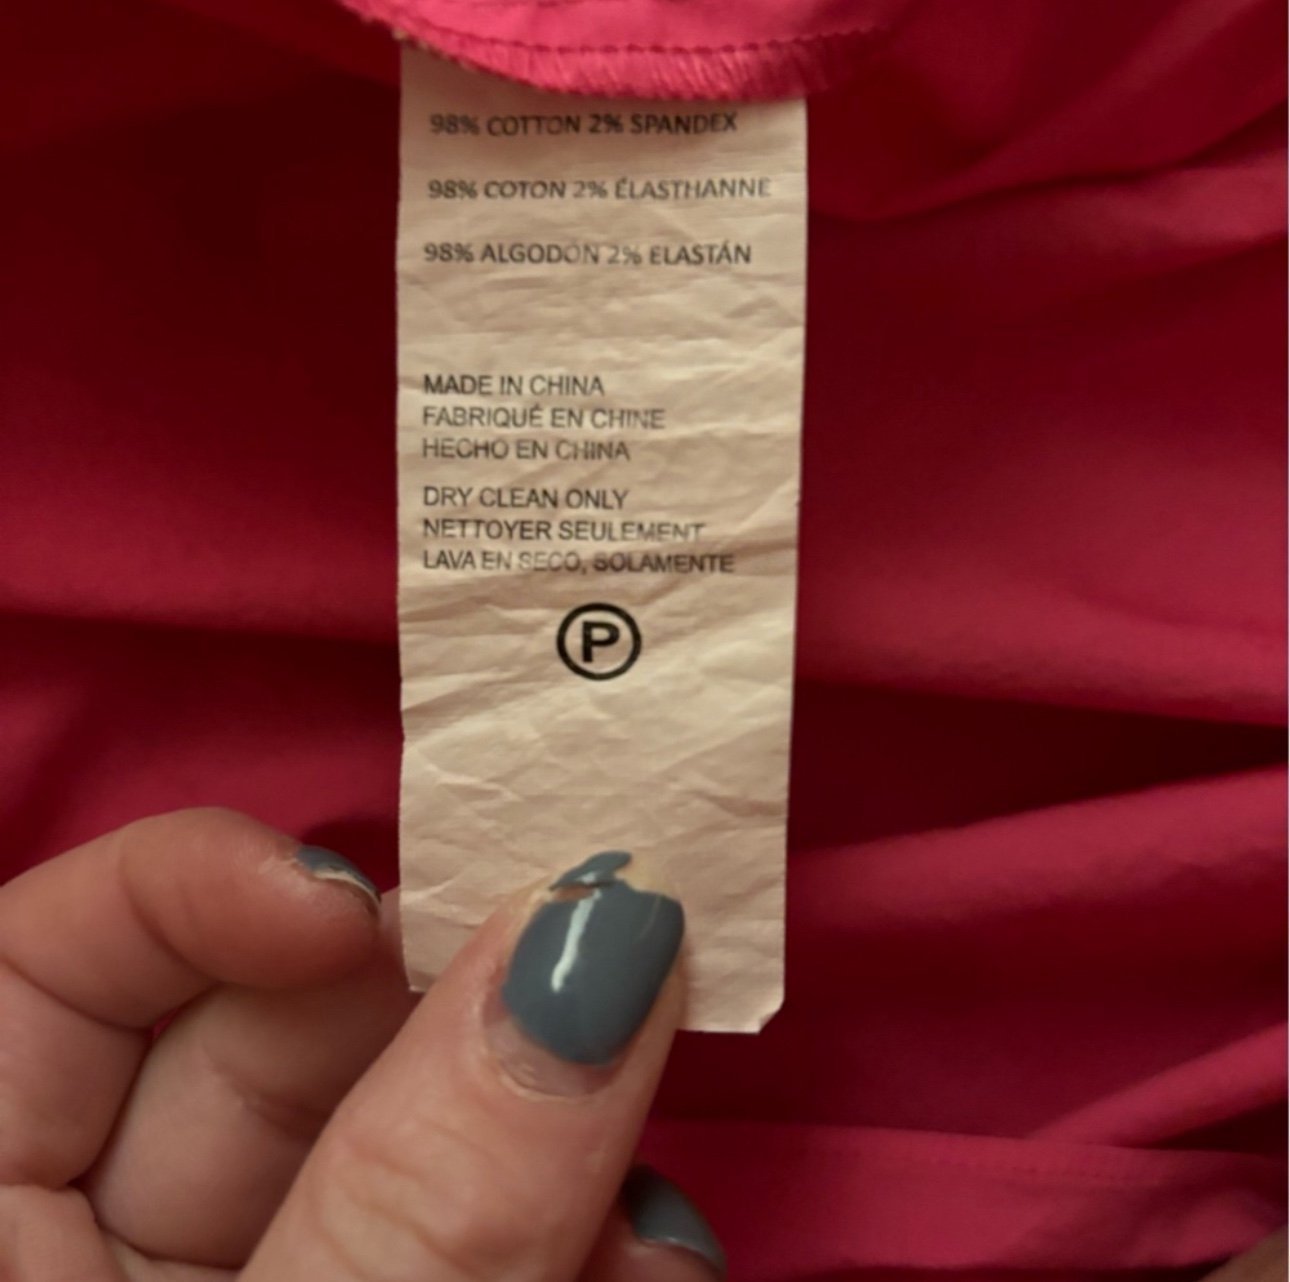 98% COTTON 2% SPANDEX
98% COTON 2% ÉLASTHANNE
98% ALGODÓN 2% ELASTÁN
MADE IN CHINA
FABRIQUÉ EN CHINE
HECHO EN CHINA
DRY CLEAN ONLY
NETTOYER SEULEMENT
LAVA EN SECO, SOLAMENTE
P